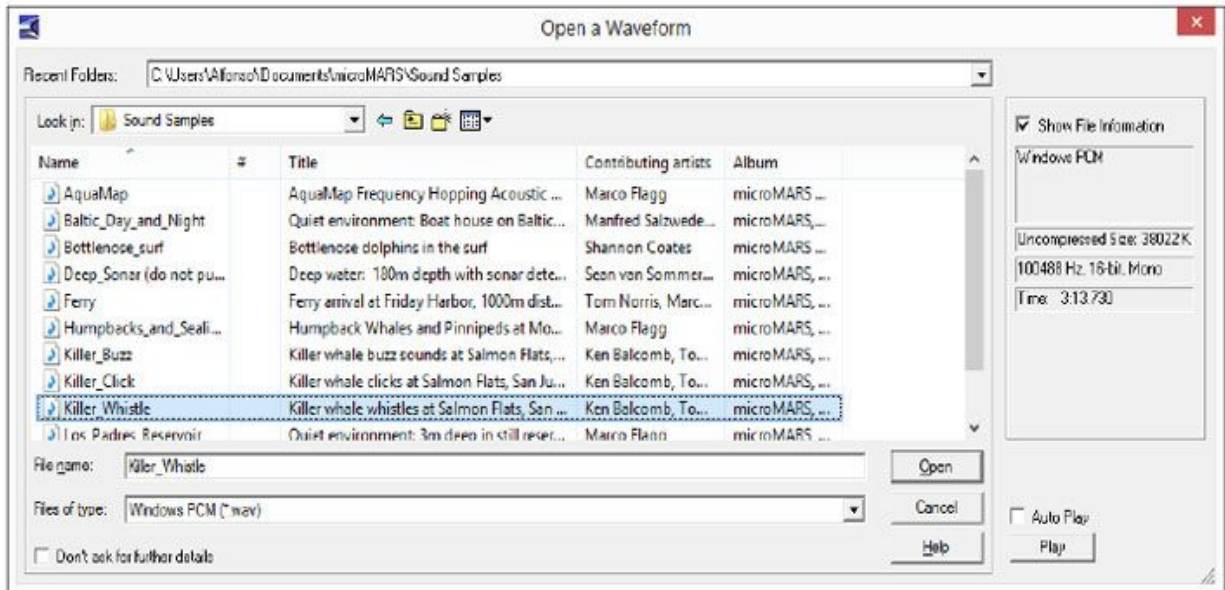 Open a Waveform
Recent Folders: C:\Users\Alfonso\Documents\microMARS\Sound Samples
Look in: Sound Samples
Name # Title Contributing artists Album
AquaMap AquaMap Frequency Hopping Acoustic ... Marco Flagg microMARS ...
Baltic_Day_and_Night Quiet environment: Boat house on Baltic... Manfred Salzwede... microMARS,...
Bottlenose_surf Bottlenose dolphins in the surf Shannon Coates microMARS ...
Deep_Sonar (do not pu... Deep water: 180m depth with sonar dete... Sean von Sommer... microMARS, ...
Ferry Ferry arrival at Friday Harbor, 1000m dist... Tom Norris, Marc... microMARS, ...
Humpbacks_and_Seali... Humpback Whales and Pinnipeds at Mo... Marco Flagg microMARS, ...
Killer_Buzz Killer whale buzz sounds at Salmon Flats,... Ken Balcomb, To... microMARS, ...
Killer_Click Killer whale clicks at Salmon Flats, San Ju... Ken Balcomb, To... microMARS, ...
Killer_Whistle Killer whale whistles at Salmon Flats, San ... Ken Balcomb, To... microMARS, ...
Los Padres Reservoir Quiet environment: 3m deep in still reser... Marco Flagg microMARS ...
File name: Killer_Whistle
Open
Files of type: Windows PCM (*.wav)
Cancel
Don't ask for further details
Help
Show File Information
Windows PCM
Uncompressed Size: 38022 K
100488 Hz, 16-bit, Mono
Time: 3:13.730
Auto Play
Play